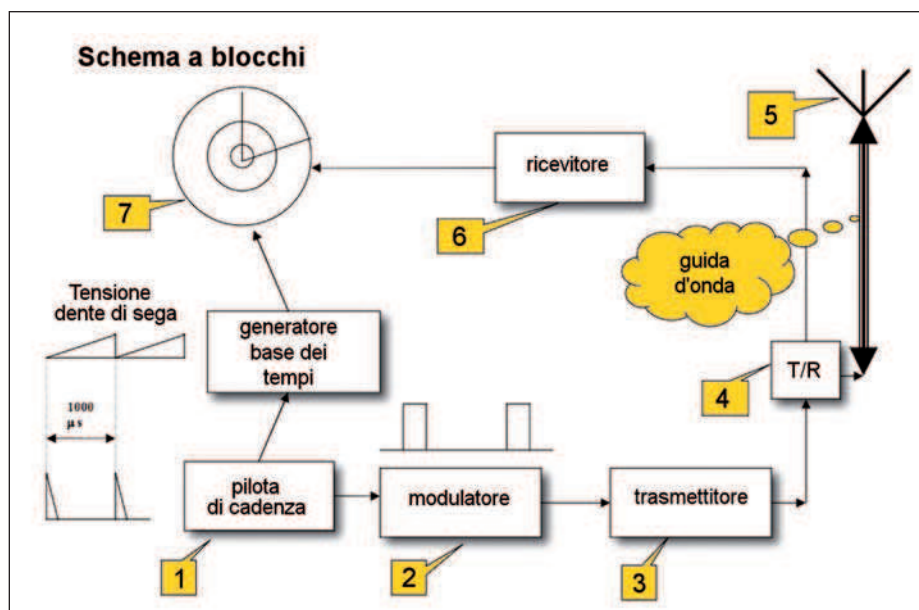 Schema a blocchi
5
ricevitore
7
6
guida
d'onda
Tensione
dente di sega
generatore
base dei
tempi
4
T/R
1000
µ s
pilota
di cadenza
modulatore
trasmettitore
1
2
3